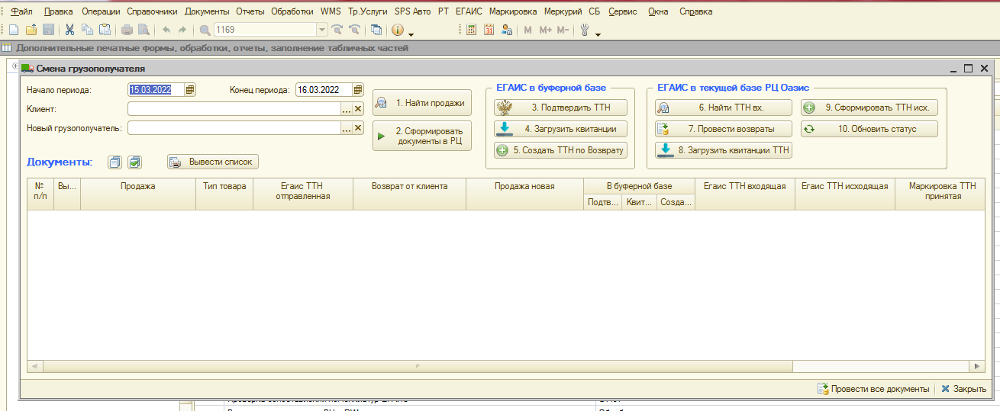 Файл Правка Операции Справочники Документы Отчеты Обработки WMS Тр.Услуги SPS Авто РТ ЕГАИС Маркировка Меркурий СБ Сервис Окна Справка
1169 M M+ M-
Дополнительные печатные формы, обработки, отчеты, заполнение табличных частей
Смена грузополучателя
Начало периода: 15.03.2022 Конец периода: 16.03.2022
Клиент: ...
Новый грузополучатель: ...
1. Найти продажи
2. Сформировать
документы в РЦ
ЕГАИС в буферной базе
3. Подтвердить ТТН
4. Загрузить квитанции
5. Создать ТТН по Возврату
ЕГАИС в текущей базе РЦ Оазис
6. Найти ТТН вх. 9. Сформировать ТТН исх.
7. Провести возвраты 10. Обновить статус
8. Загрузить квитанции ТТН
Документы: Вывести список
№
п/п
Вы...
Продажа
Тип товара
Егаис ТТН
отправленная
Возврат от клиента
Продажа новая
В буферной базе
Подтв... Квит... Созда...
Егаис ТТН входящая
Егаис ТТН исходящая
Маркировка ТТН
принятая
Провести все документы Закрыть